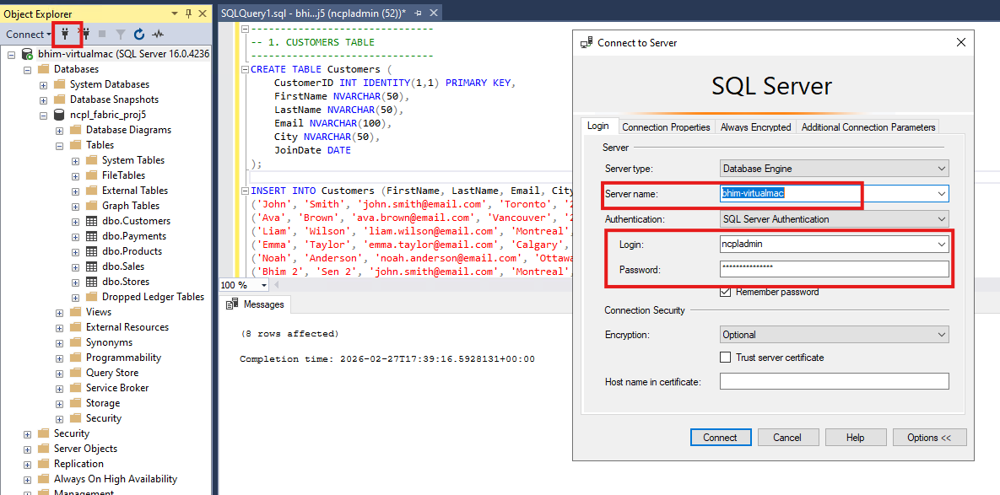 Object Explorer
Connect
bhim-virtualmac (SQL Server 16.0.4236
Databases
System Databases
Database Snapshots
ncpl_fabric_proj5
Database Diagrams
Tables
System Tables
FileTables
External Tables
Graph Tables
dbo.Customers
dbo.Payments
dbo.Products
dbo.Sales
dbo.Stores
Dropped Ledger Tables
Views
External Resources
Synonyms
Programmability
Query Store
Service Broker
Storage
Security
Security
Server Objects
Replication
Always On High Availability
Management
SQLQuery1.sql - bhi...j5 (ncpladmin (52))*
------------------------------
-- 1. CUSTOMERS TABLE
------------------------------
CREATE TABLE Customers (
CustomerID INT IDENTITY(1,1) PRIMARY KEY,
FirstName NVARCHAR(50),
LastName NVARCHAR(50),
Email NVARCHAR(100),
City NVARCHAR(50),
JoinDate DATE
);
INSERT INTO Customers (FirstName, LastName, Email, City
('John', 'Smith', 'john.smith@email.com', 'Toronto', '2
('Ava', 'Brown', 'ava.brown@email.com', 'Vancouver', '2
('Liam', 'Wilson', 'liam.wilson@email.com', 'Montreal',
('Emma', 'Taylor', 'emma.taylor@email.com', 'Calgary',
('Noah', 'Anderson', 'noah.anderson@email.com', 'Ottawa
('Bhim 2', 'Sen 2', 'john.smith@email.com', 'Montreal',
100 %
Messages
(8 rows affected)
Completion time: 2026-02-27T17:39:16.5928131+00:00
Connect to Server
SQL Server
Login Connection Properties Always Encrypted Additional Connection Parameters
Server
Server type: Database Engine
Server name: bhim-virtualmac
Authentication: SQL Server Authentication
Login: ncpladmin
Password: ***************
Remember password
Connection Security
Encryption: Optional
Trust server certificate
Host name in certificate:
Connect Cancel Help Options <<